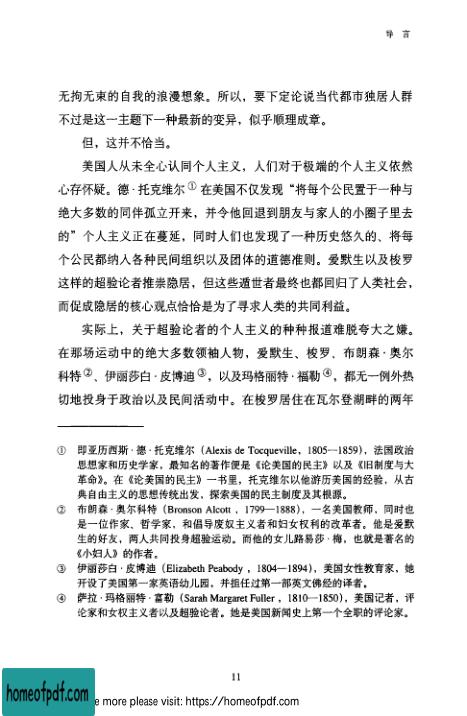 导 言
无拘无束的自我的浪漫想象。所以，要下定论说当代都市独居人群
不过是这一主题下一种最新的变异，似乎顺理成章。
但，这并不恰当。
美国人从未全心认同个人主义，人们对于极端的个人主义依然
心存怀疑。德·托克维尔①在美国不仅发现“将每个公民置于一种与
绝大多数的同伴孤立开来，并令他回退到朋友与家人的小圈子里去
的”个人主义正在蔓延，同时人们也发现了一种历史悠久的、将每
个公民都纳入各种民间组织以及团体的道德准则。爱默生以及梭罗
这样的超验论者推崇隐居，但这些遁世者最终也都回归了人类社会，
而促成隐居的核心观点恰恰是为了寻求人类的共同利益。
实际上，关于超验论者的个人主义的种种报道难脱夸大之嫌。
在那场运动中的绝大多数领袖人物，爱默生、梭罗、布朗森·奥尔
科特②、伊丽莎白·皮博迪③，以及玛格丽特·福勒④，都无一例外热
切地投身于政治以及民间活动中。在梭罗居住在瓦尔登湖畔的两年
① 即亚历西斯·德·托克维尔（Alexis de Tocqueville，1805—1859），法国政治
思想家和历史学家，最知名的著作便是《论美国的民主》以及《旧制度与大
革命》。在《论美国的民主》一书里，托克维尔以他游历美国的经验，从古
典自由主义的思想传统出发，探索美国的民主制度及其根源。
② 布朗森·奥尔科特（Bronson Alcott ，1799—1888），一名美国教师，同时也
是一位作家、哲学家，和倡导废奴主义者和妇女权利的改革者。他是爱默
生的好友，两人共同投身超验运动。而他的女儿路易莎·梅，也就是著名的
《小妇人》的作者。
③ 伊丽莎白·皮博迪（Elizabeth Peabody ，1804—1894），美国女性教育家，她
开设了美国第一家英语幼儿园，并担任过第一部英文佛经的译者。
④ 萨拉·玛格丽特·富勒（Sarah Margaret Fuller ，1810—1850），美国记者，评
论家和女权主义者以及超验论者。她是美国新闻史上第一个全职的评论家。
11
homeofpdf.com
e more please visit: https://homeofpdf.com